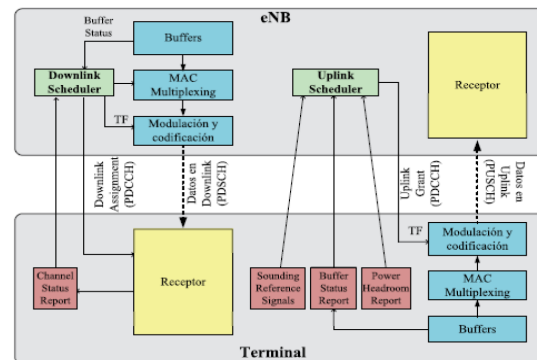 eNB
Buffer
Status
Buffers
Downlink
Scheduler
MAC
Multiplexing
TF
Modulación y
codificación
Uplink
Scheduler
Receptor
Downlink
Assignment
(PDCCH)
Datos en
Downlink
(PDSCH)
Uplink
Grant
(PDCCH)
Datos en
Uplink
(PUSCH)
TF
Modulación y
codificación
Channel
Status
Report
Receptor
Sounding
Reference
Signals
Buffer
Status
Report
Power
Headroom
Report
MAC
Multiplexing
Buffers
Terminal